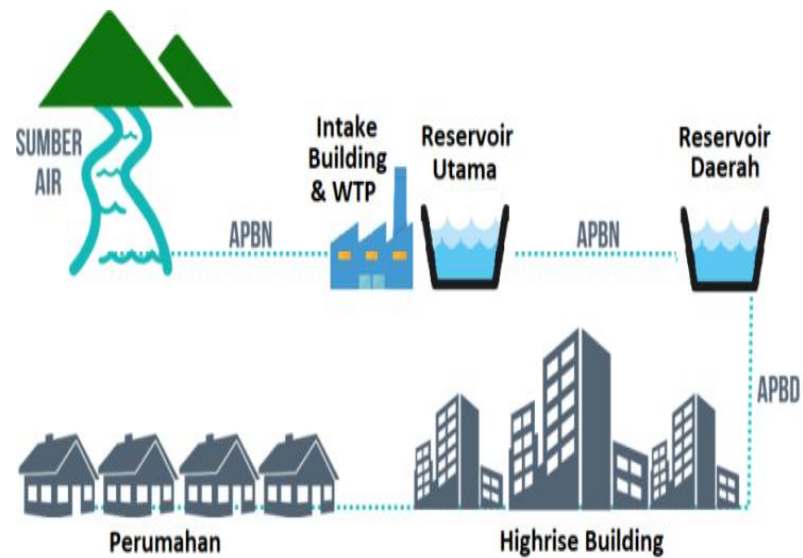 SUMBER
AIR
APBN
Intake
Building
& WTP
Reservoir
Utama
APBN
Reservoir
Daerah
APBD
Perumahan
Highrise Building